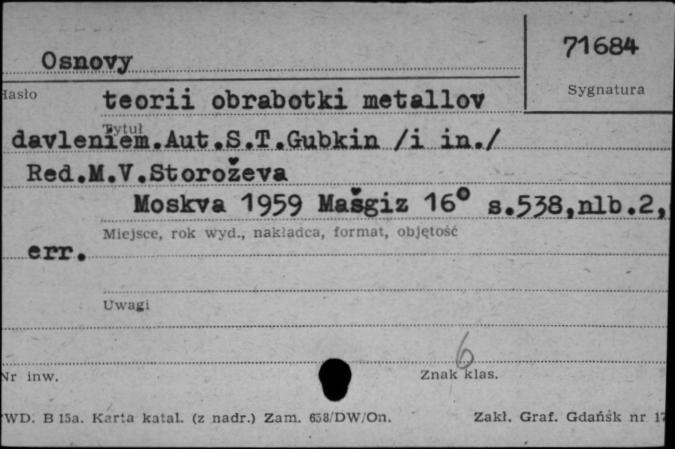 71684
Osnovy
Hasło
Sygnatura
teorii obrabotki metallov
Tytuł
davleniem.Aut.S.T.Gubkin /i in./
Red.M.V.Storoževa
Moskva 1959 Mašgiz 16° s.538,nlb.2,
Miejsce, rok wyd., nakładca, format, objętość
err.
Uwagi
6
Nr inw.
Znak klas.
WD. B 15a. Karta katal. (z nadr.) Zam. 658/DW/On.
Zakł. Graf. Gdańśk nr 17